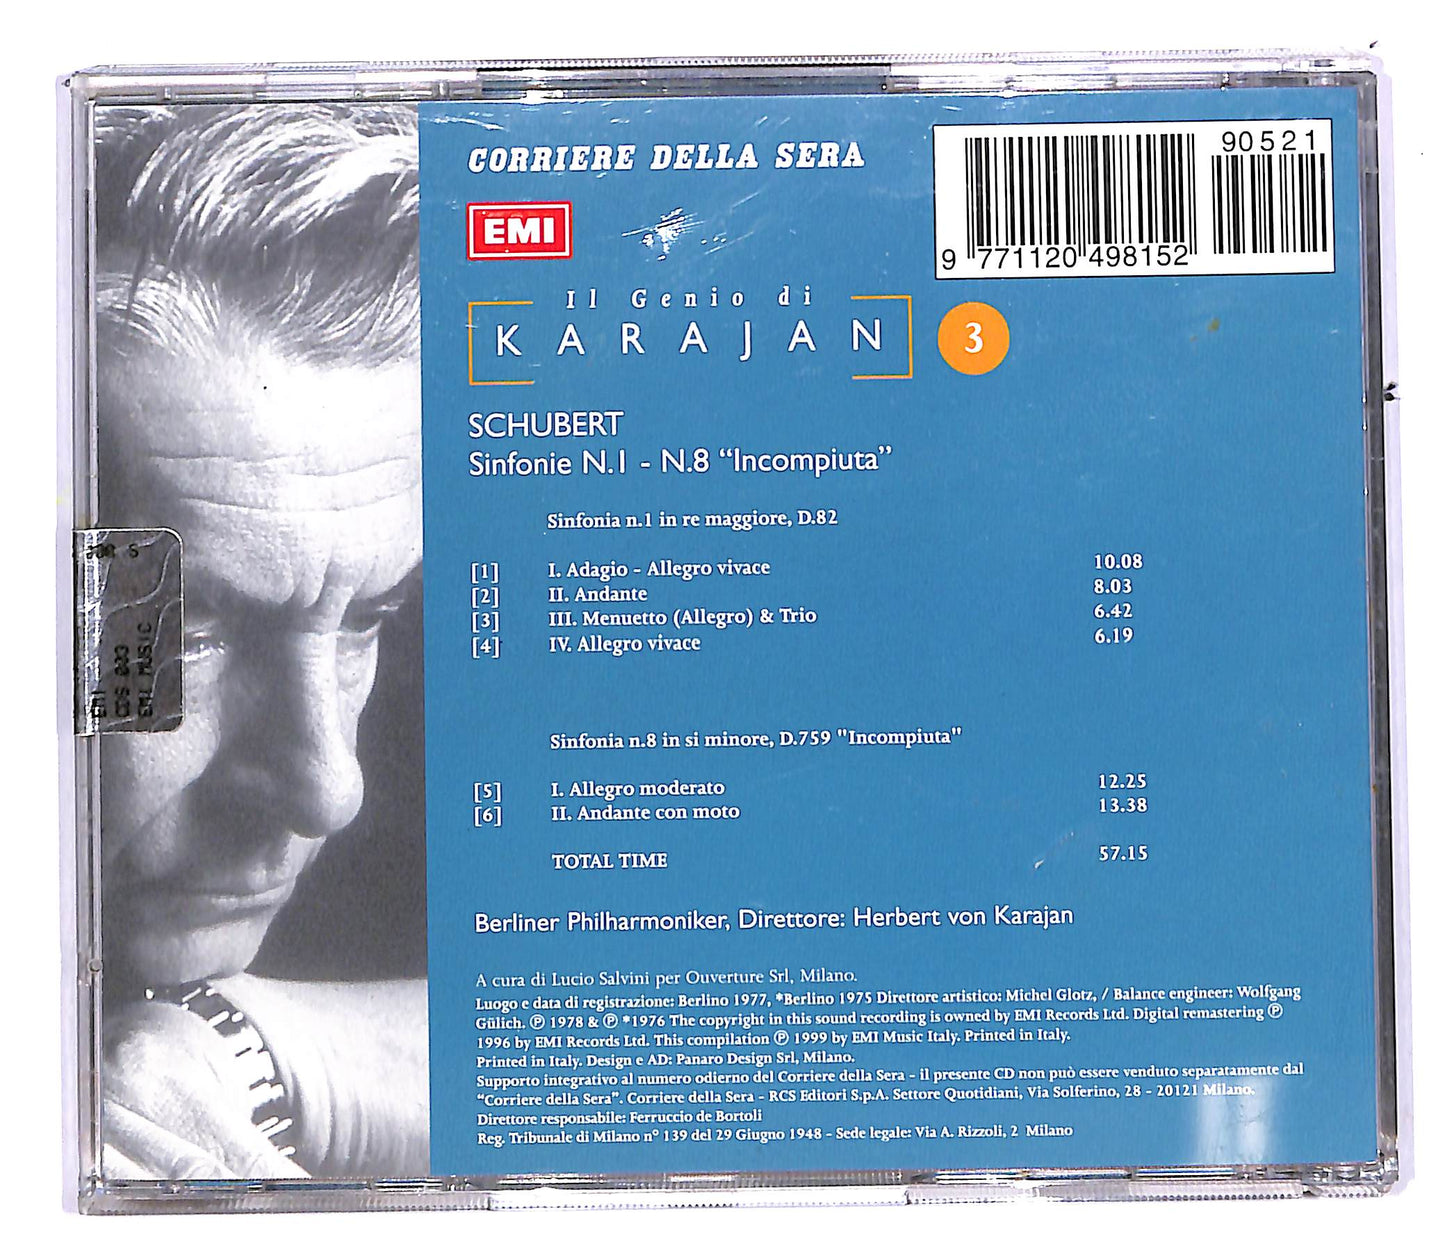 CORRIERE DELLA SERA
90521
EMI
9 771120 498152
Il Genio di
KARAJAN 3
SCHUBERT
Sinfonie N.1 - N.8 “Incompiuta”
Sinfonia n.1 in re maggiore, D.82
[1] I. Adagio - Allegro vivace 10.08
[2] II. Andante 8.03
[3] III. Menuetto (Allegro) & Trio 6.42
[4] IV. Allegro vivace 6.19
Sinfonia n.8 in si minore, D.759 "Incompiuta"
[5] I. Allegro moderato 12.25
[6] II. Andante con moto 13.38
TOTAL TIME 57.15
Berliner Philharmoniker, Direttore: Herbert von Karajan
A cura di Lucio Salvini per Ouverture Srl, Milano.
Luogo e data di registrazione: Berlino 1977, *Berlino 1975 Direttore artistico: Michel Glotz, / Balance engineer: Wolfgang
Gülich. ℗ 1978 & ℗ *1976 The copyright in this sound recording is owned by EMI Records Ltd. Digital remastering ℗
1996 by EMI Records Ltd. This compilation ℗ 1999 by EMI Music Italy. Printed in Italy.
Printed in Italy. Design e AD: Panaro Design Srl, Milano.
Supporto integrativo al numero odierno del Corriere della Sera - il presente CD non può essere venduto separatamente dal
“Corriere della Sera”. Corriere della Sera - RCS Editori S.p.A. Settore Quotidiani, Via Solferino, 28 - 20121 Milano.
Direttore responsabile: Ferruccio de Bortoli
Reg. Tribunale di Milano n° 139 del 29 Giugno 1948 - Sede legale: Via A. Rizzoli, 2 Milano
EMI
EMI MUSIC